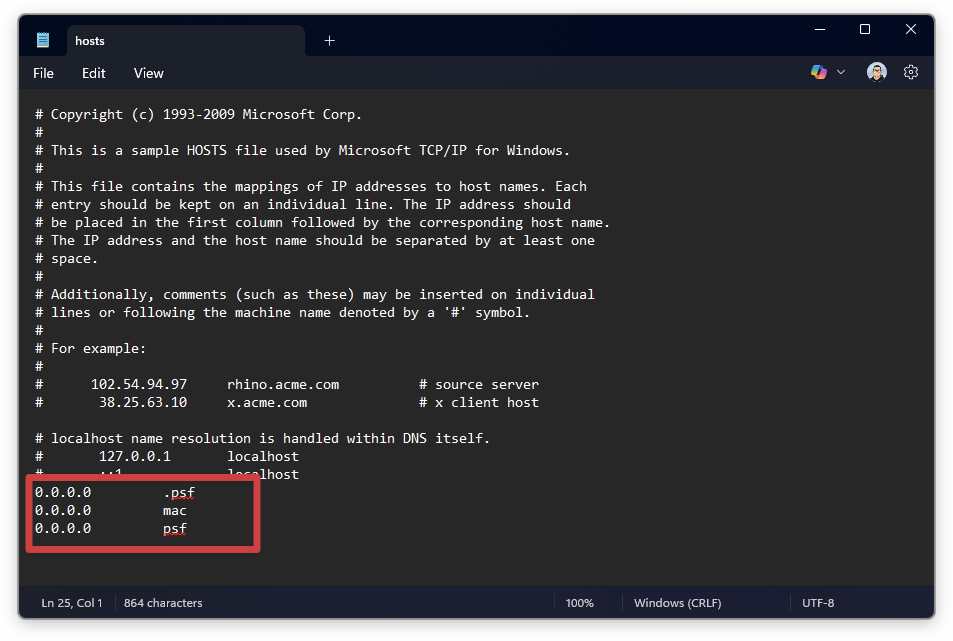 hosts
File Edit View
# Copyright (c) 1993-2009 Microsoft Corp.
#
# This is a sample HOSTS file used by Microsoft TCP/IP for Windows.
#
# This file contains the mappings of IP addresses to host names. Each
# entry should be kept on an individual line. The IP address should
# be placed in the first column followed by the corresponding host name.
# The IP address and the host name should be separated by at least one
# space.
#
# Additionally, comments (such as these) may be inserted on individual
# lines or following the machine name denoted by a '#' symbol.
#
# For example:
#
# 102.54.94.97 rhino.acme.com # source server
# 38.25.63.10 x.acme.com # x client host
# localhost name resolution is handled within DNS itself.
# 127.0.0.1 localhost
# ::1 localhost
0.0.0.0 .psf
0.0.0.0 mac
0.0.0.0 psf
Ln 25, Col 1 864 characters 100% Windows (CRLF) UTF-8